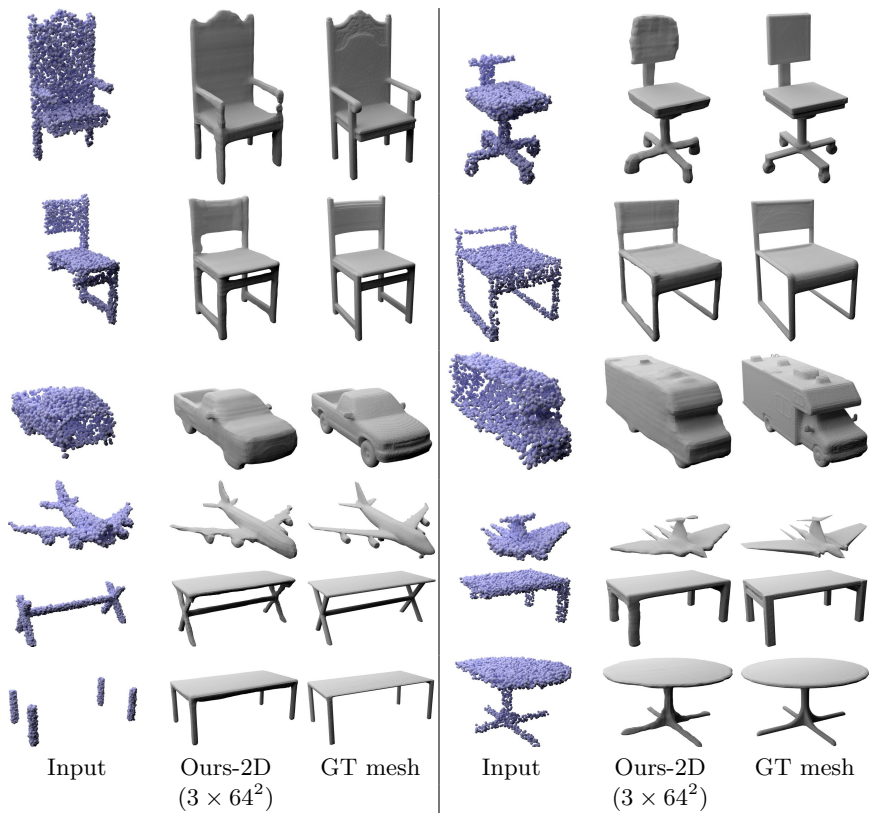 Input Ours-2D GT mesh Input Ours-2D GT mesh
(3 × 64²) (3 × 64²)